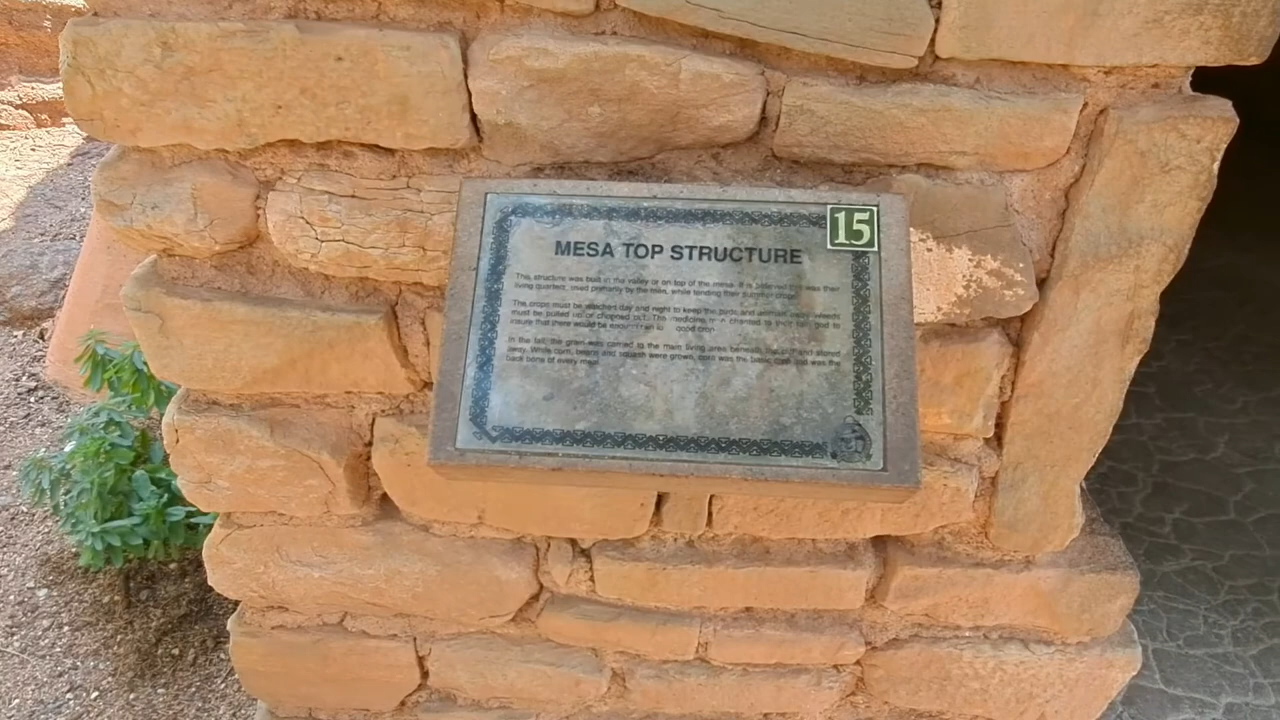 15
MESA TOP STRUCTURE
This structure was built in the valley or on top of the mesa. It is believed this was their
living quarters, used primarily by the men, while tending their summer crops.
The crops must be watched day and night to keep the birds and animals away. Weeds
must be pulled up or chopped out. The medicine men chanted to their rain god to
insure that there would be enough rain good crop
In the fall, the grain was carried to the main living area beneath and stored
away. While corn, beans and squash were grown, corn was the basic and was the
back bone of every meal.